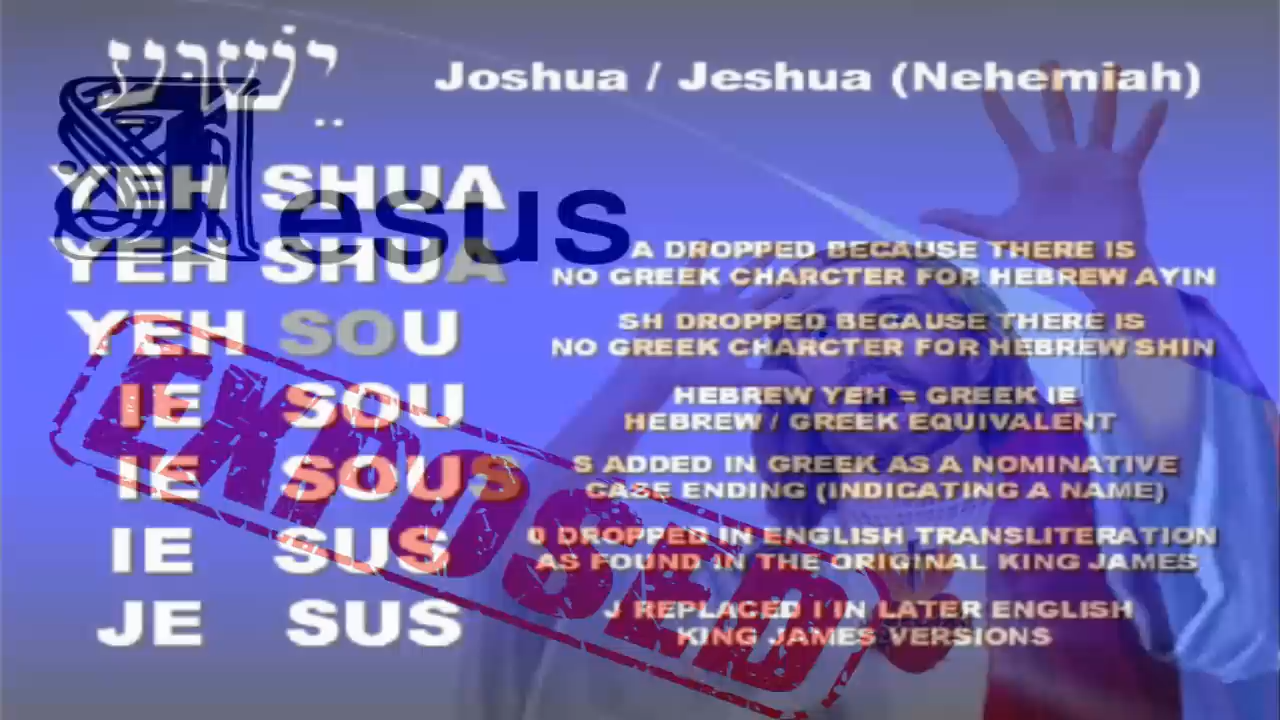 יֵשׁוּעַ
Joshua / Jeshua (Nehemiah)
YEH SHUA
Jesus
YEH SHUA
A DROPPED BECAUSE THERE IS
NO GREEK CHARCTER FOR HEBREW AYIN
YEH SOU
SH DROPPED BECAUSE THERE IS
NO GREEK CHARCTER FOR HEBREW SHIN
IE SOU
HEBREW YEH = GREEK IE
HEBREW / GREEK EQUIVALENT
IE SOUS
S ADDED IN GREEK AS A NOMINATIVE
CASE ENDING (INDICATING A NAME)
EXPOSED
IE SUS
0 DROPPED IN ENGLISH TRANSLITERATION
AS FOUND IN THE ORIGINAL KING JAMES
JE SUS
J REPLACED I IN LATER ENGLISH
KING JAMES VERSIONS